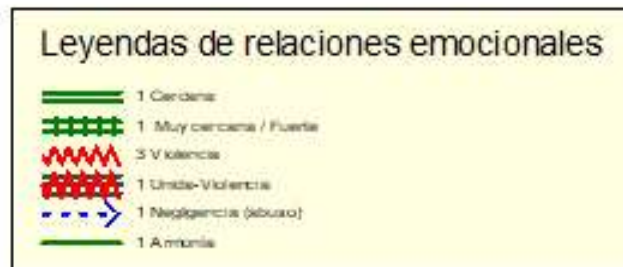 Leyendas de relaciones emocionales
1 Cercana
1 Muy cercana / Fuerte
3 Violencia
1 Unida-Violencia
1 Negligencia (abuso)
1 Armonía